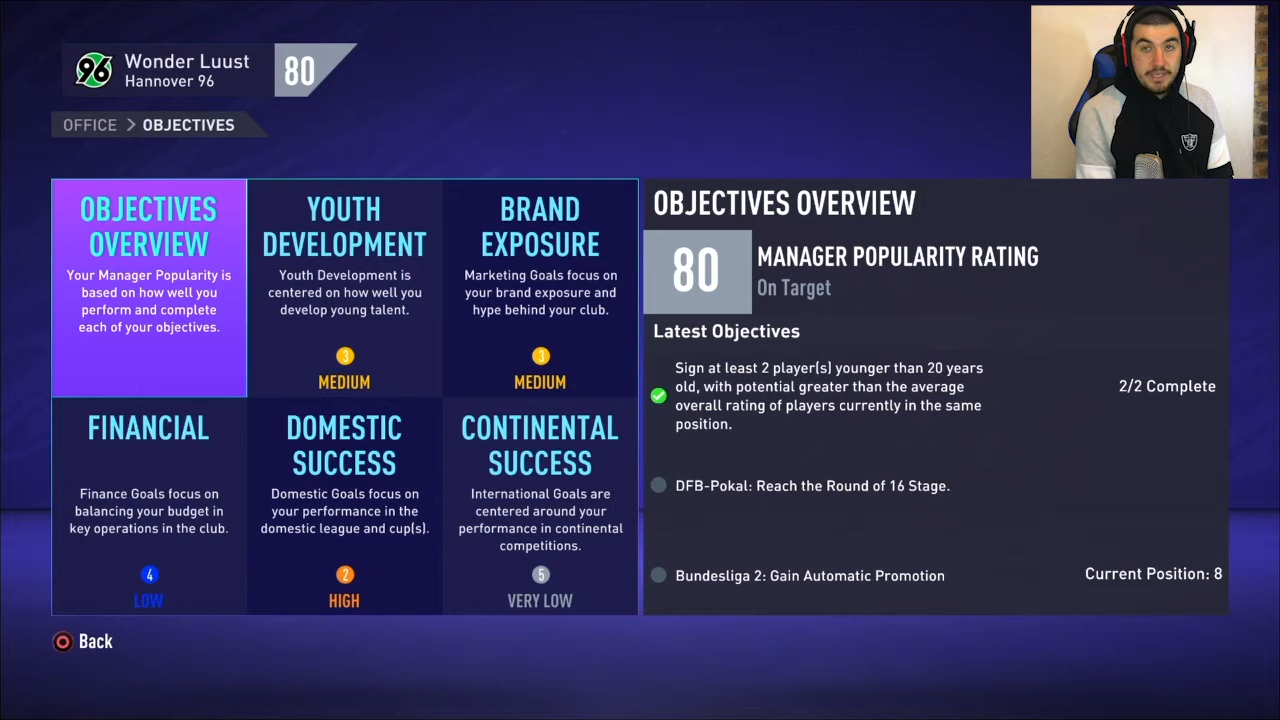 96
Wonder Luust
Hannover 96
80
OFFICE > OBJECTIVES
OBJECTIVES
OVERVIEW
Your Manager Popularity is
based on how well you
perform and complete
each of your objectives.
YOUTH
DEVELOPMENT
Youth Development is
centered on how well you
develop young talent.
3
MEDIUM
BRAND
EXPOSURE
Marketing Goals focus on
your brand exposure and
hype behind your club.
3
MEDIUM
FINANCIAL
Finance Goals focus on
balancing your budget in
key operations in the club.
4
LOW
DOMESTIC
SUCCESS
Domestic Goals focus on
your performance in the
domestic league and cup(s).
2
HIGH
CONTINENTAL
SUCCESS
International Goals are
centered around your
performance in continental
competitions.
5
VERY LOW
OBJECTIVES OVERVIEW
80
MANAGER POPULARITY RATING
On Target
Latest Objectives
Sign at least 2 player(s) younger than 20 years
old, with potential greater than the average
overall rating of players currently in the same
position.
2/2 Complete
DFB-Pokal: Reach the Round of 16 Stage.
Bundesliga 2: Gain Automatic Promotion
Current Position: 8
Back